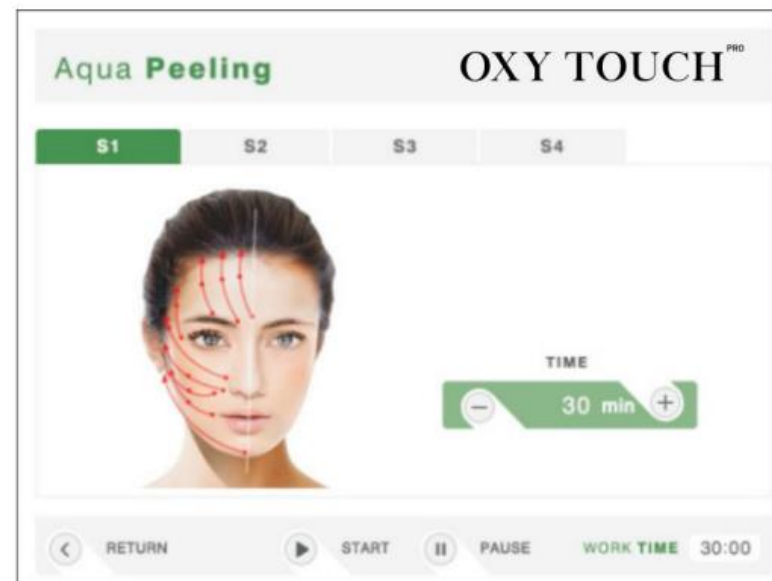 Aqua Peeling
OXY TOUCH PRO
S1 S2 S3 S4
TIME
30 min
RETURN START PAUSE WORK TIME 30:00